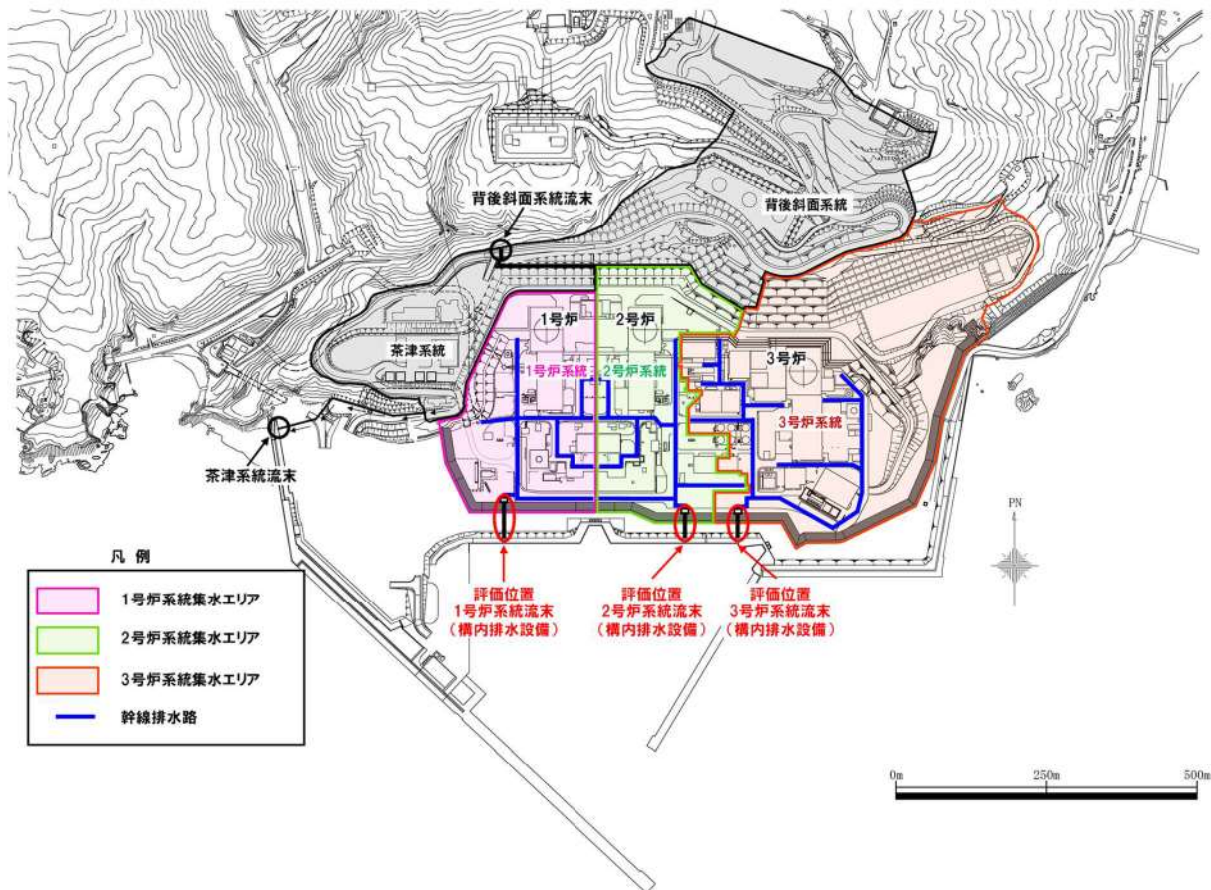 背後斜面系統流末
背後斜面系統
1号炉
2号炉
3号炉
茶津系統
1号炉系統
2号炉系統
3号炉系統
茶津系統流末
PN
評価位置
1号炉系統流末
（構内排水設備）
評価位置
2号炉系統流末
（構内排水設備）
評価位置
3号炉系統流末
（構内排水設備）
凡 例
1号炉系統集水エリア
2号炉系統集水エリア
3号炉系統集水エリア
幹線排水路
0m 250m 500m